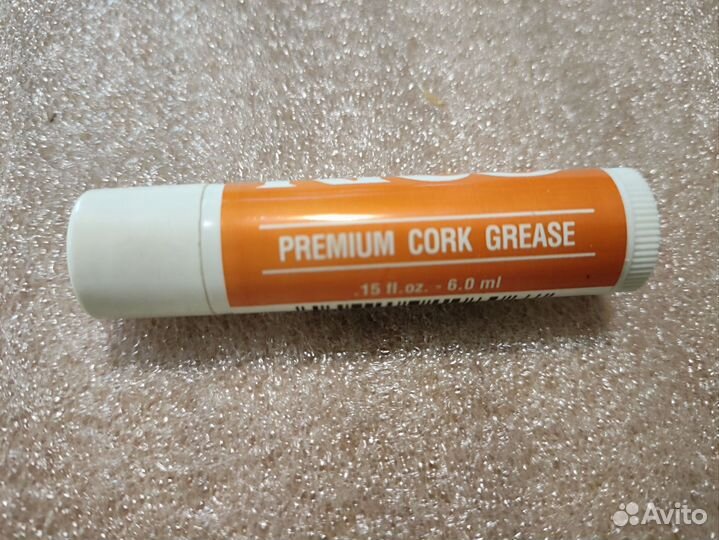 PREMIUM CORK GREASE
.15 fl.oz. - 6.0 ml
Avito